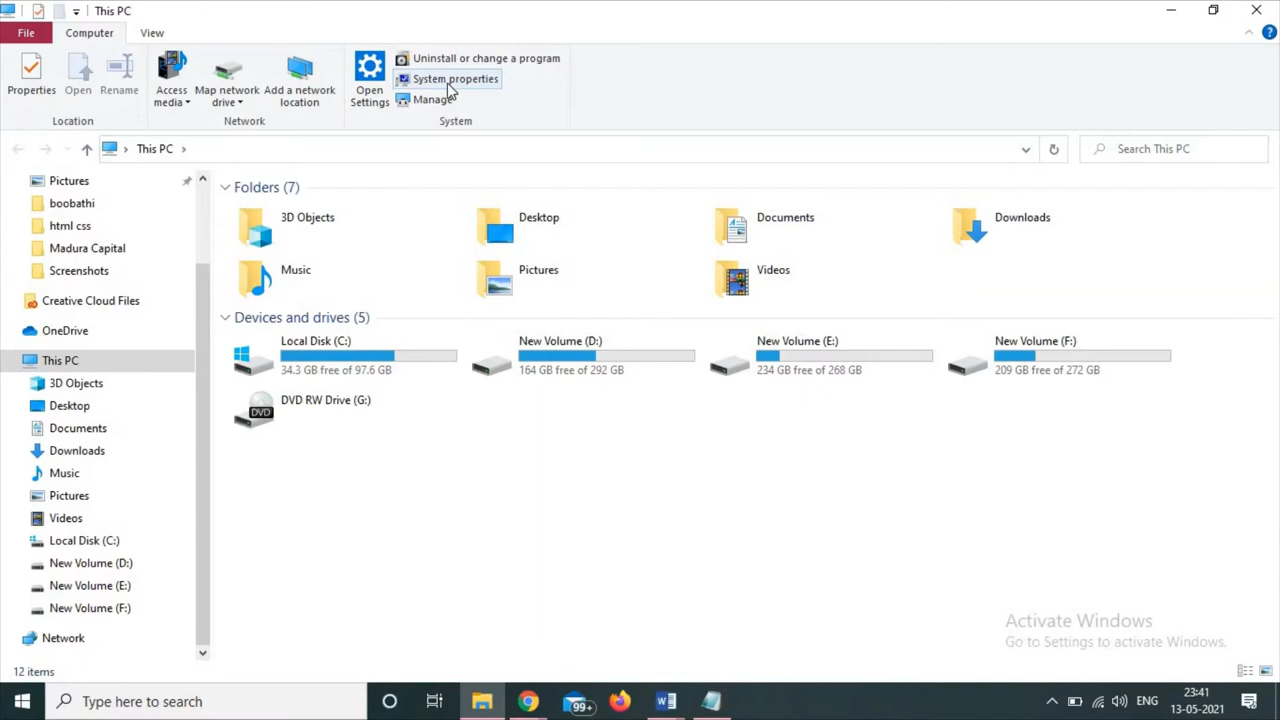 This PC
File
Computer
View
Properties
Open
Rename
Location
Access media
Map network drive
Add a network location
Network
Open Settings
Uninstall or change a program
System properties
Manage
System
This PC
Search This PC
Pictures
boobathi
html css
Madura Capital
Screenshots
Creative Cloud Files
OneDrive
This PC
3D Objects
Desktop
Documents
Downloads
Music
Pictures
Videos
Local Disk (C:)
New Volume (D:)
New Volume (E:)
New Volume (F:)
Network
Folders (7)
3D Objects
Desktop
Documents
Downloads
Music
Pictures
Videos
Devices and drives (5)
Local Disk (C:)
34.3 GB free of 97.6 GB
New Volume (D:)
164 GB free of 292 GB
New Volume (E:)
234 GB free of 268 GB
New Volume (F:)
209 GB free of 272 GB
DVD
DVD RW Drive (G:)
Activate Windows
Go to Settings to activate Windows.
12 items
Type here to search
99+
ENG
23:41
13-05-2021